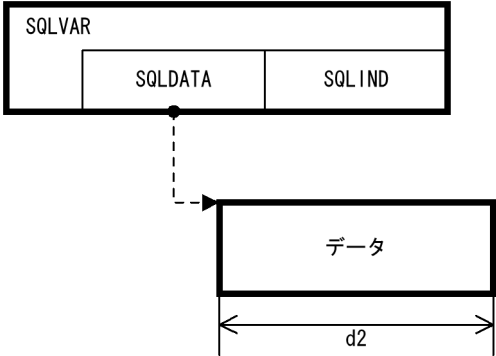 SQLVAR
SQLDATA
SQLIND
データ
d2